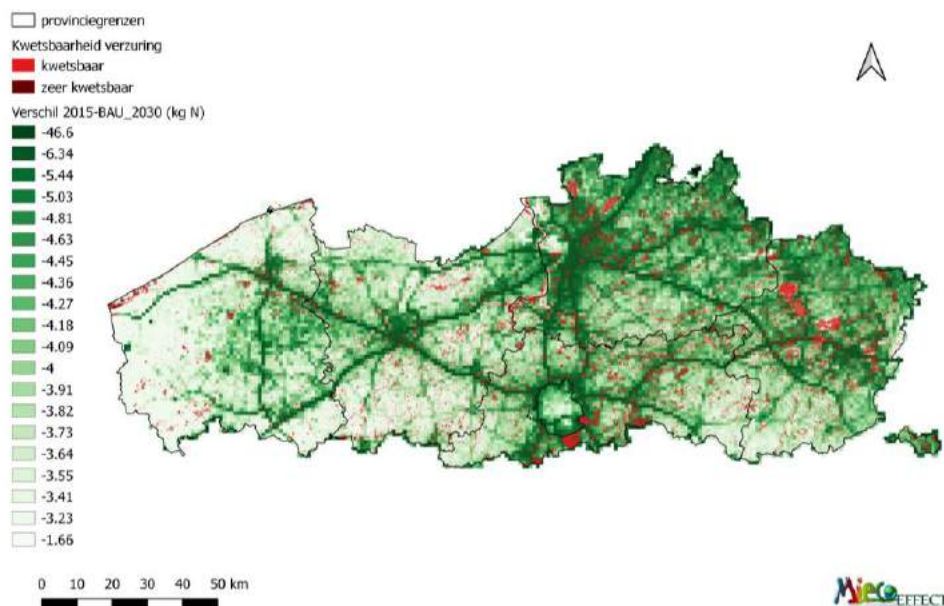 provinciegrenzen
Kwetsbaarheid verzuring
kwetsbaar
zeer kwetsbaar
Verschil 2015-BAU_2030 (kg N)
-46.6
-6.34
-5.44
-5.03
-4.81
-4.63
-4.45
-4.36
-4.27
-4.18
-4.09
-4
-3.91
-3.82
-3.73
-3.64
-3.55
-3.41
-3.23
-1.66
0 10 20 30 40 50 km
Mieco EFFECT